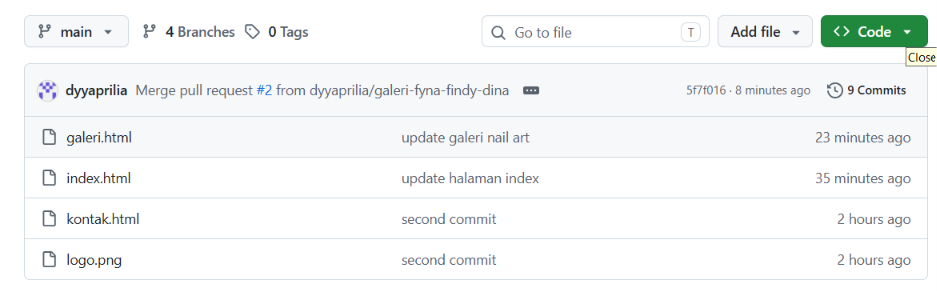 main 4 Branches 0 Tags Go to file T Add file Code
Close
dyyaprilia Merge pull request #2 from dyyaprilia/galeri-fyna-findy-dina 5f7f016 · 8 minutes ago 9 Commits
galeri.html update galeri nail art 23 minutes ago
index.html update halaman index 35 minutes ago
kontak.html second commit 2 hours ago
logo.png second commit 2 hours ago